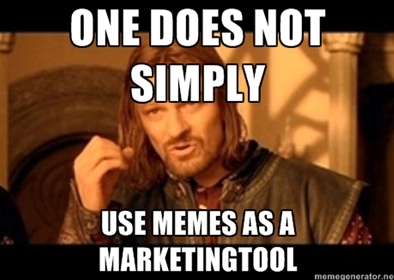 ONE DOES NOT
SIMPLY
USE MEMES AS A
MARKETINGTOOL
memegenerator.ne